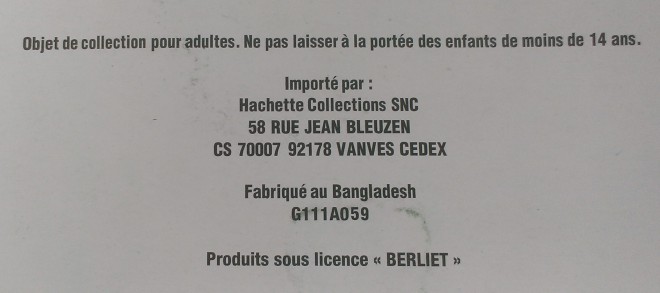 Objet de collection pour adultes. Ne pas laisser à la portée des enfants de moins de 14 ans.
Importé par :
Hachette Collections SNC
58 RUE JEAN BLEUZEN
CS 70007 92178 VANVES CEDEX
Fabriqué au Bangladesh
G111A059
Produits sous licence « BERLIET »